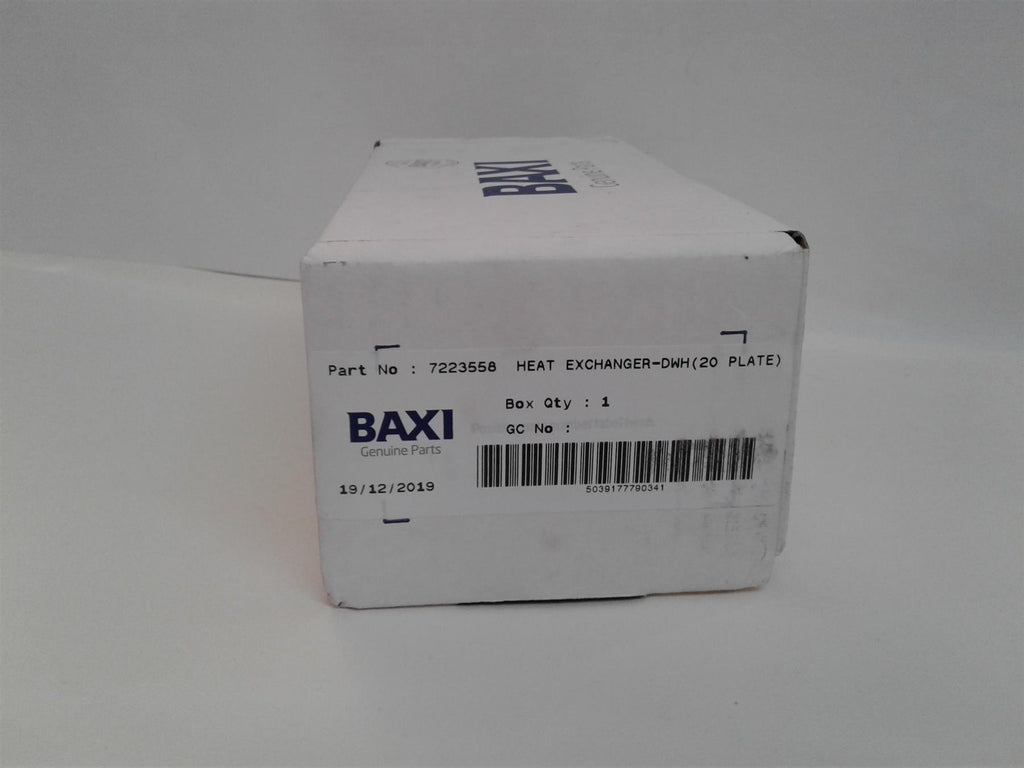 BAXI
Part No : 7223558 HEAT EXCHANGER-DWH(20 PLATE)
Box Qty : 1
GC No :
BAXI
Genuine Parts
19/12/2019
5039177790341